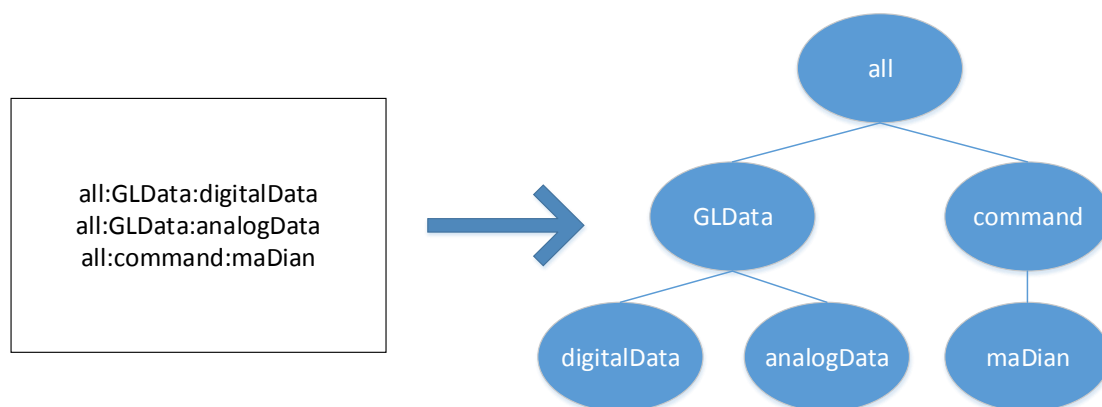 all:GLData:digitalData
all:GLData:analogData
all:command:maDian
all
GLData
command
digitalData
analogData
maDian